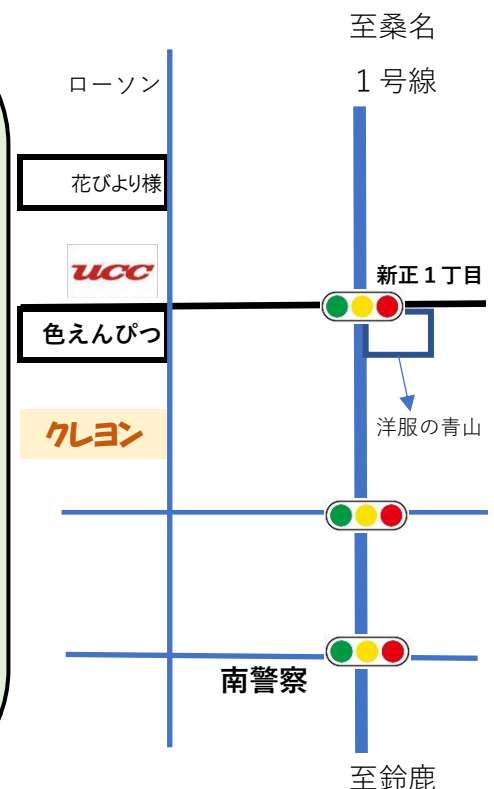 至桑名
ローソン
1号線
花びより様
ucc
新正1丁目
色えんぴつ
クレヨン
洋服の青山
南警察
至鈴鹿